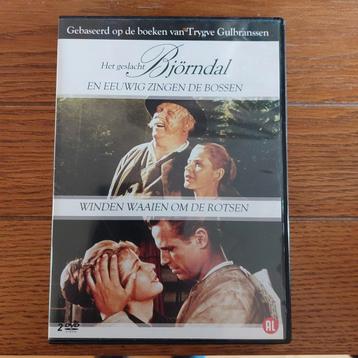 Gebaseerd op de boeken van Trygve Gulbranssen
Het geslacht Björndal
EN EEUWIG ZINGEN DE BOSSEN
WINDEN WAAIEN OM DE ROTSEN
2 DVD
AL